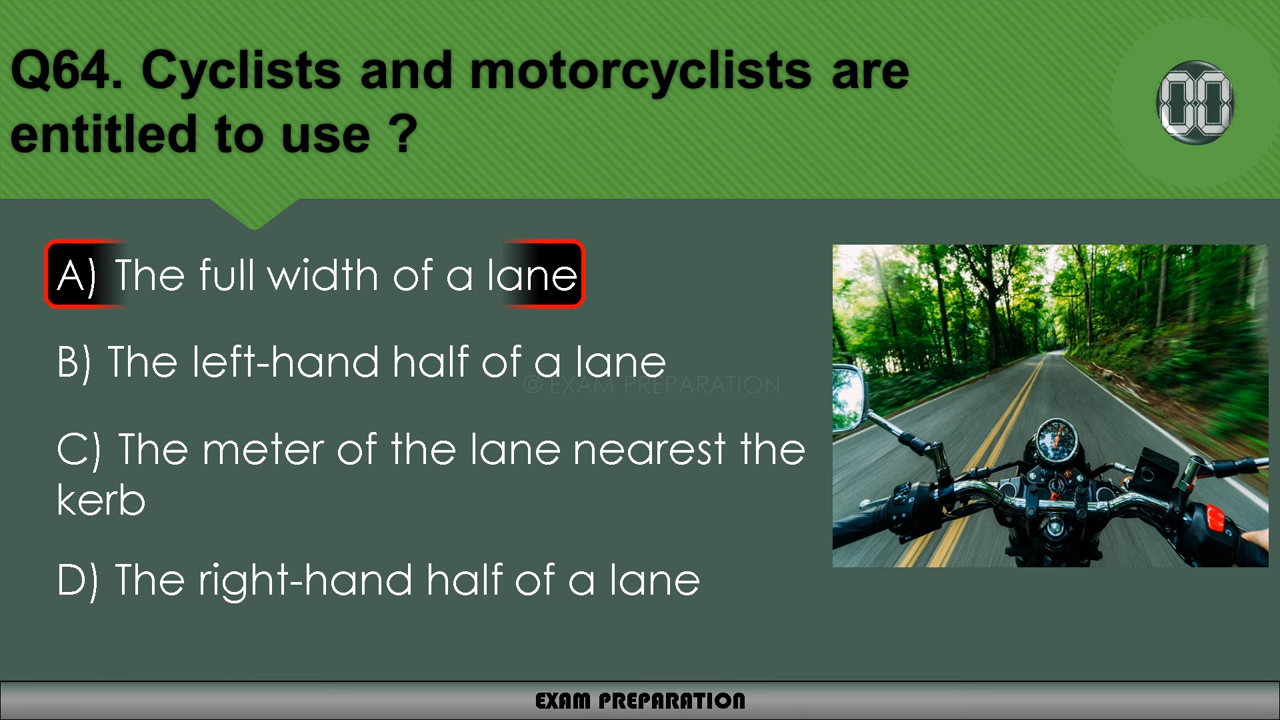 Q64. Cyclists and motorcyclists are
entitled to use ?
00
A) The full width of a lane
B) The left-hand half of a lane
© EXAM PREPARATION
C) The meter of the lane nearest the
kerb
D) The right-hand half of a lane
EXAM PREPARATION